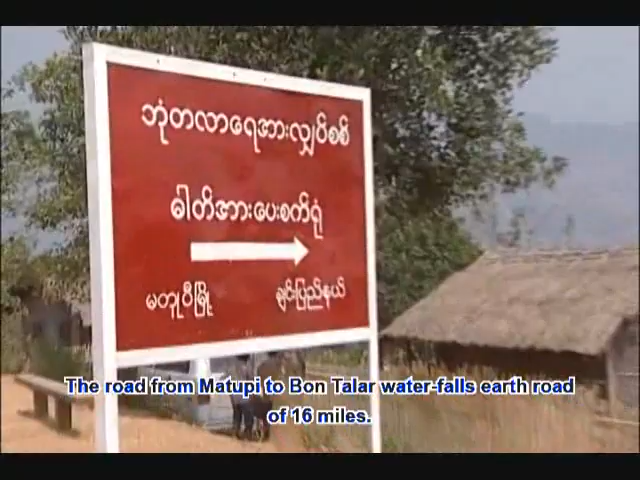 ဘုံတလာရေအားလျှပ်စစ်
ဓါတ်အားပေးစက်ရုံ
မတူပီမြို့
ချင်းပြည်နယ်
The road from Matupi to Bon Talar water-falls earth road
of 16 miles.